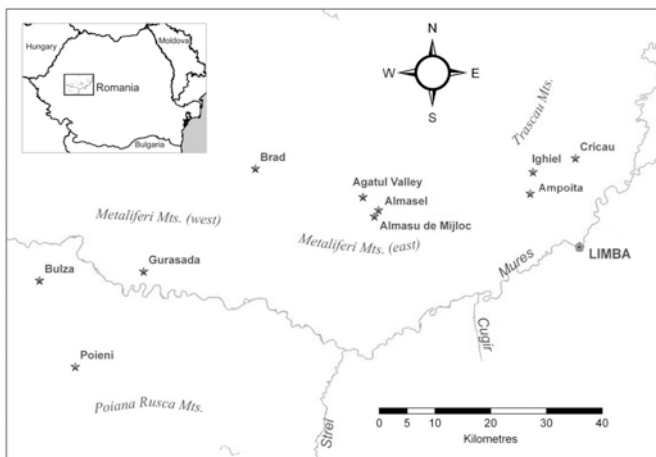 Hungary
Moldova
Romania
Bulgaria
N
W E
S
Trascau Mts.
Brad
Cricau
Ighiel
Agatul Valley
Almasel
Ampoita
Almasu de Mijloc
Metaliferi Mts. (west)
Metaliferi Mts. (east)
LIMBA
Mures
Bulza
Gurasada
Cugir
Poieni
Poiana Rusca Mts.
Strei
0 5 10 20 30 40
Kilometres